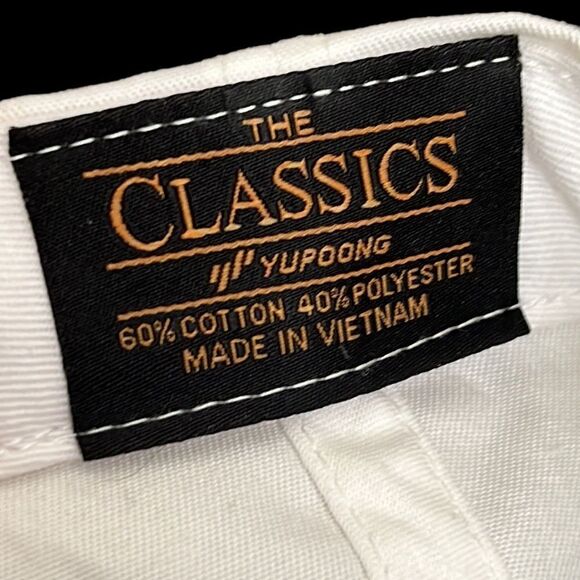 THE
CLASSICS
YUPOONG
60% COTTON 40% POLYESTER
MADE IN VIETNAM